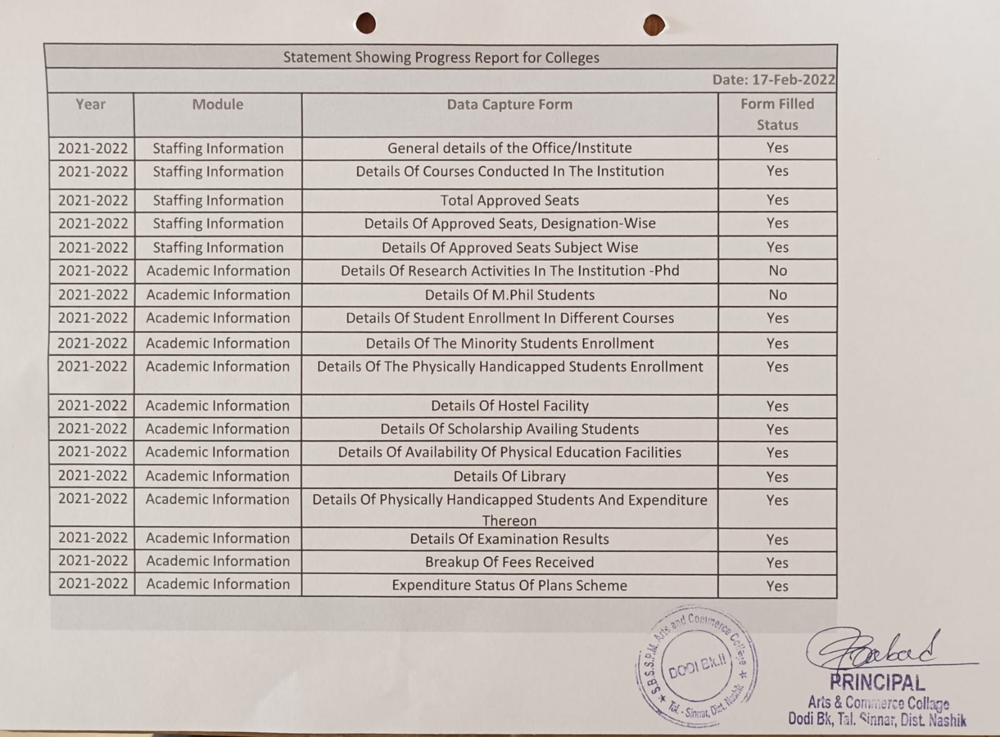 Statement Showing Progress Report for Colleges
Date: 17-Feb-2022
Year Module Data Capture Form Form Filled Status
2021-2022 Staffing Information General details of the Office/Institute Yes
2021-2022 Staffing Information Details Of Courses Conducted In The Institution Yes
2021-2022 Staffing Information Total Approved Seats Yes
2021-2022 Staffing Information Details Of Approved Seats, Designation-Wise Yes
2021-2022 Staffing Information Details Of Approved Seats Subject Wise Yes
2021-2022 Academic Information Details Of Research Activities In The Institution -Phd No
2021-2022 Academic Information Details Of M.Phil Students No
2021-2022 Academic Information Details Of Student Enrollment In Different Courses Yes
2021-2022 Academic Information Details Of The Minority Students Enrollment Yes
2021-2022 Academic Information Details Of The Physically Handicapped Students Enrollment Yes
2021-2022 Academic Information Details Of Hostel Facility Yes
2021-2022 Academic Information Details Of Scholarship Availing Students Yes
2021-2022 Academic Information Details Of Availability Of Physical Education Facilities Yes
2021-2022 Academic Information Details Of Library Yes
2021-2022 Academic Information Details Of Physically Handicapped Students And Expenditure Thereon Yes
2021-2022 Academic Information Details Of Examination Results Yes
2021-2022 Academic Information Breakup Of Fees Received Yes
2021-2022 Academic Information Expenditure Status Of Plans Scheme Yes
S.B.S.S.P.M. Arts and Commerce College
DODI Bk.
Tal. - Sinnar, Dist. Nashik
PRINCIPAL
Arts & Commerce Collage
Dodi Bk, Tal. Sinnar, Dist. Nashik